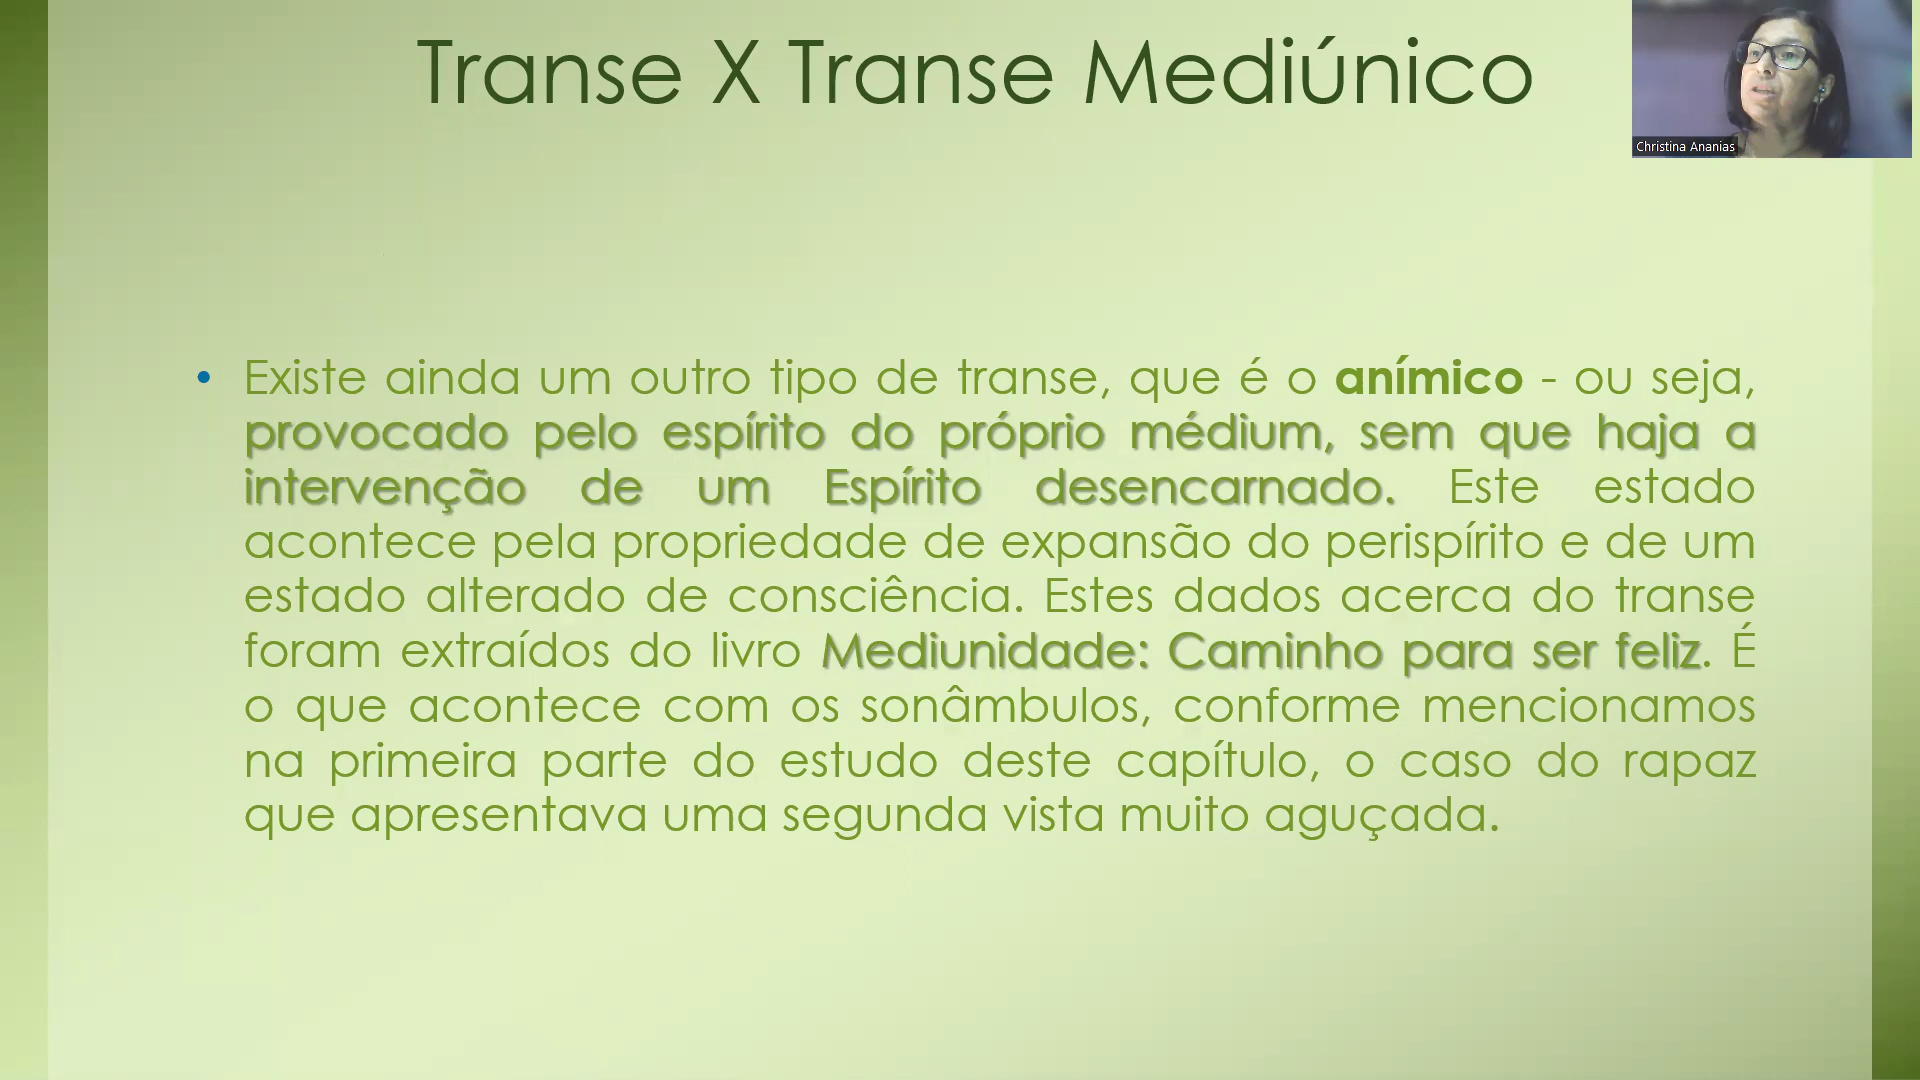 Transe X Transe Mediúnico
Christina Ananias
• Existe ainda um outro tipo de transe, que é o anímico - ou seja,
provocado pelo espírito do próprio médium, sem que haja a
intervenção de um Espírito desencarnado. Este estado
acontece pela propriedade de expansão do perispírito e de um
estado alterado de consciência. Estes dados acerca do transe
foram extraídos do livro Mediunidade: Caminho para ser feliz. É
o que acontece com os sonâmbulos, conforme mencionamos
na primeira parte do estudo deste capítulo, o caso do rapaz
que apresentava uma segunda vista muito aguçada.